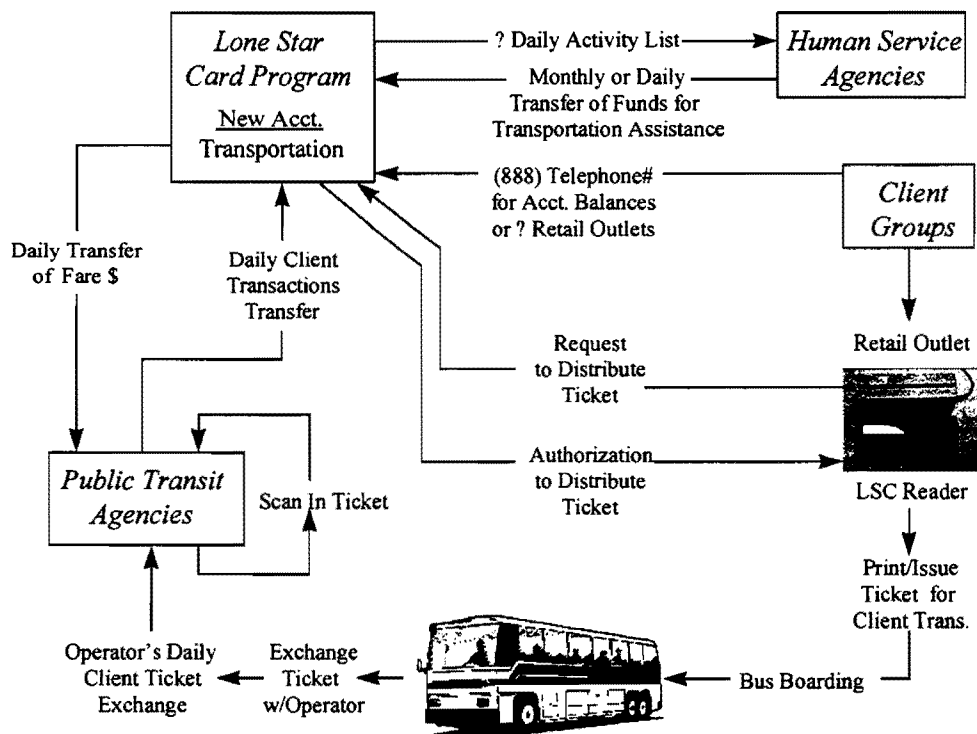 Lone Star
Card Program
New Acct.
Transportation
? Daily Activity List
Human Service
Agencies
Monthly or Daily
Transfer of Funds for
Transportation Assistance
(888) Telephone#
for Acct. Balances
or ? Retail Outlets
Client
Groups
Daily Transfer
of Fare $
Daily Client
Transactions
Transfer
Request
to Distribute
Ticket
Retail Outlet
Public Transit
Agencies
Scan In Ticket
Authorization
to Distribute
Ticket
LSC Reader
Print/Issue
Ticket for
Client Trans.
Operator's Daily
Client Ticket
Exchange
Exchange
Ticket
w/Operator
Bus Boarding